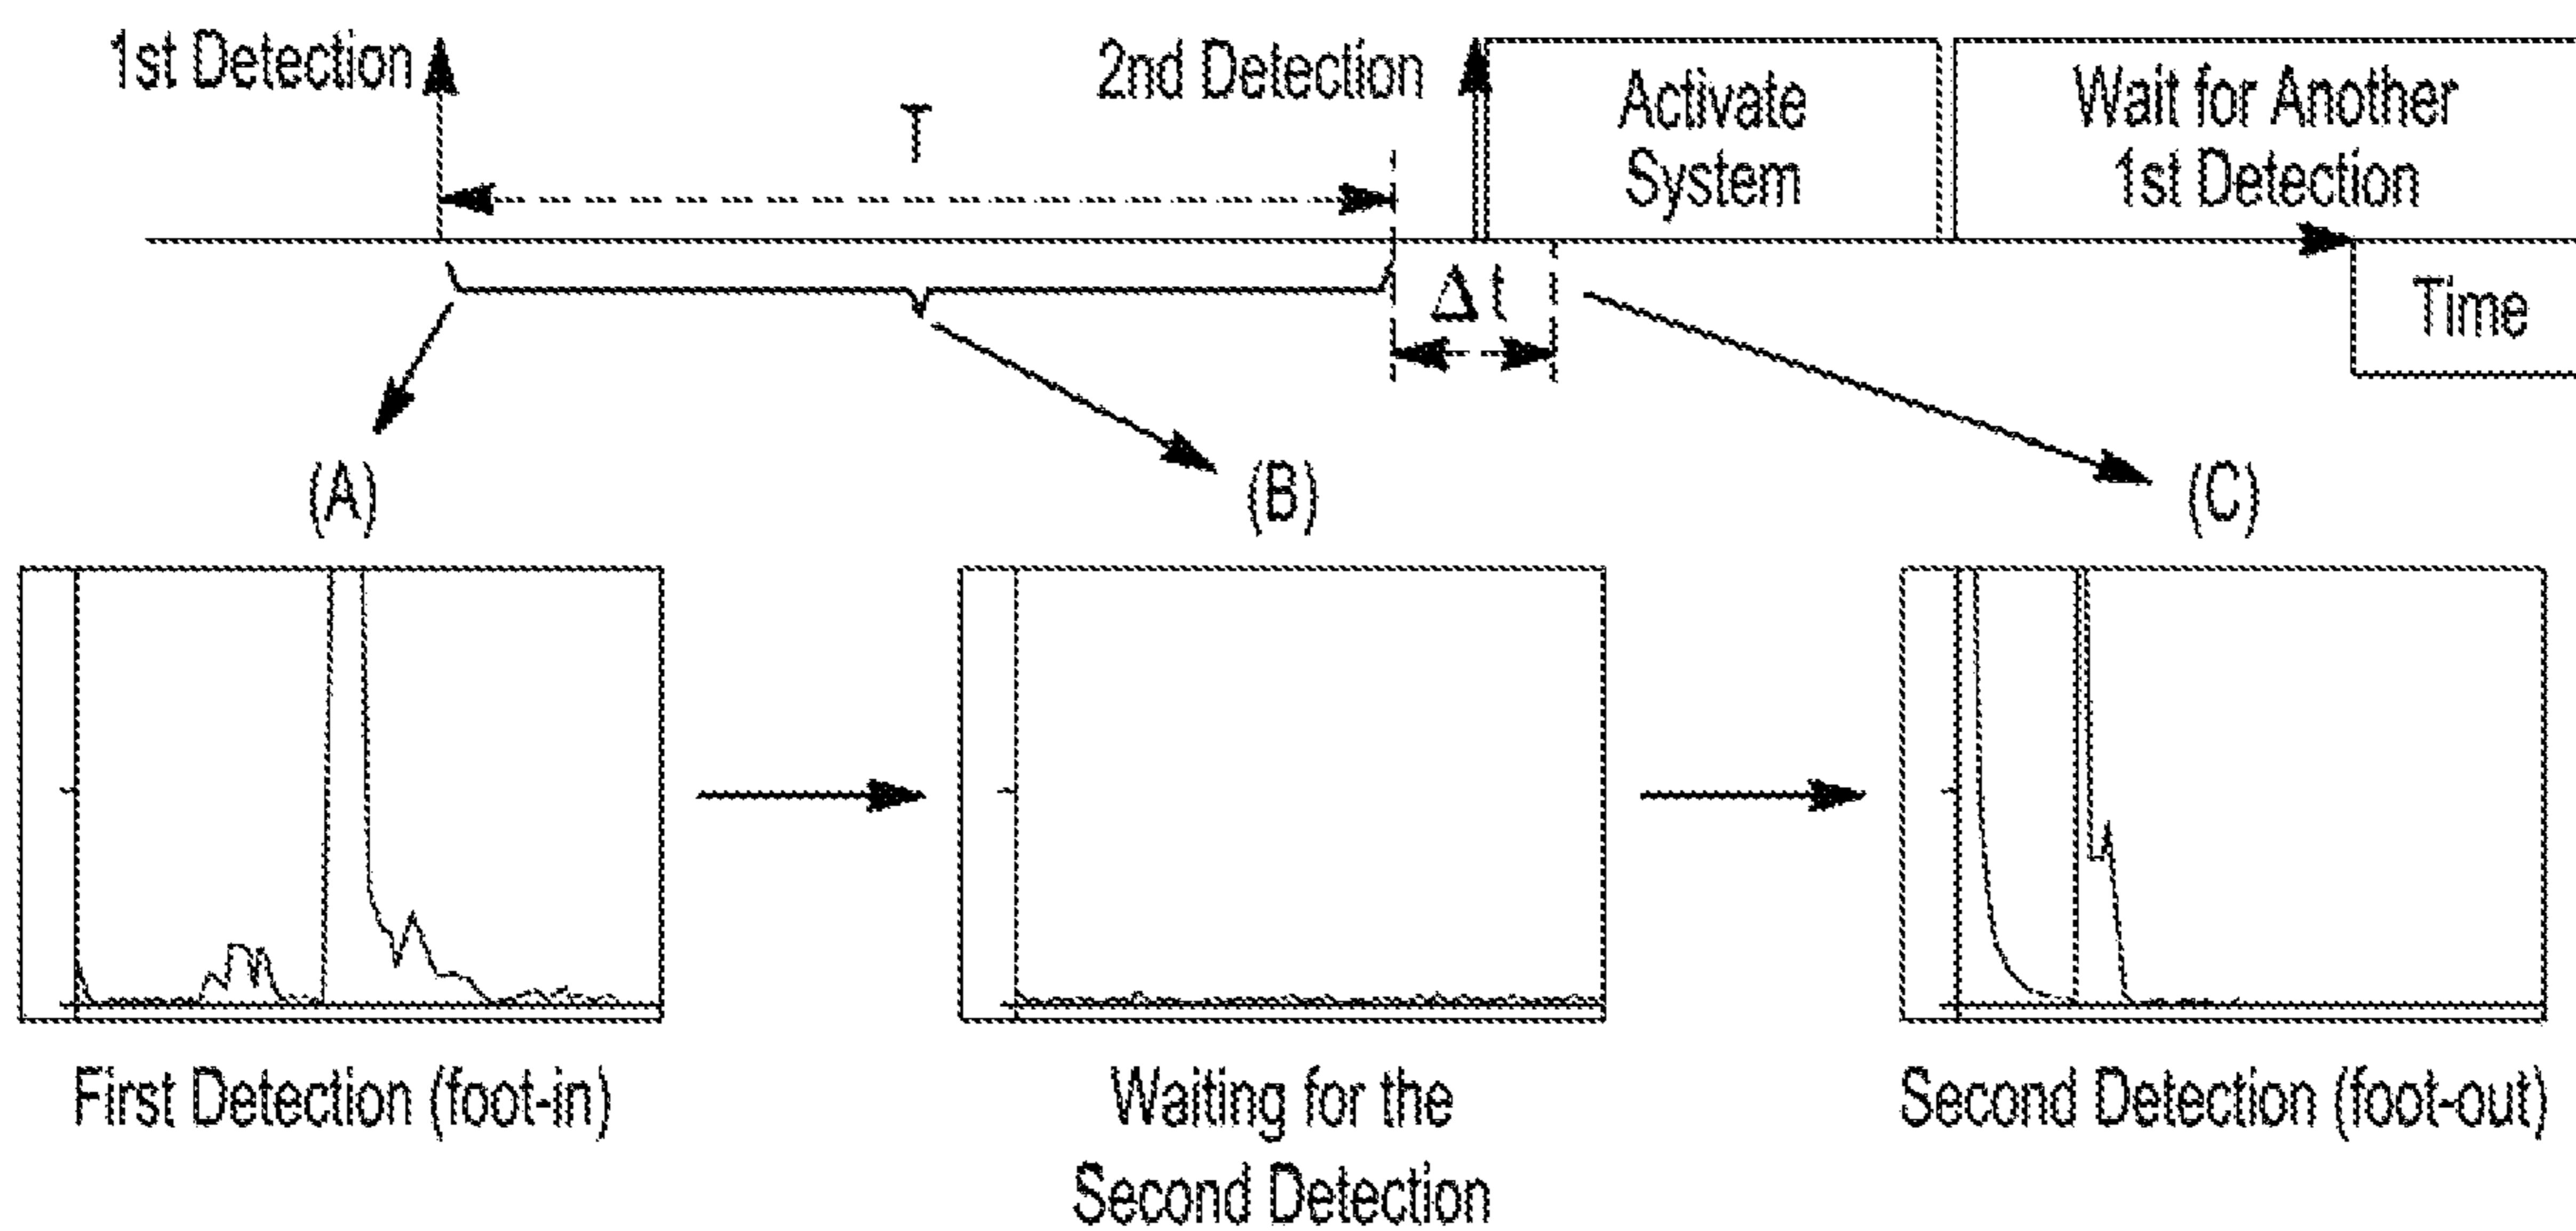 1st Detection
T
2nd Detection
Activate
System
Wait for Another
1st Detection
Δt
Time
(A)
(B)
(C)
First Detection (foot-in)
Waiting for the
Second Detection
Second Detection (foot-out)